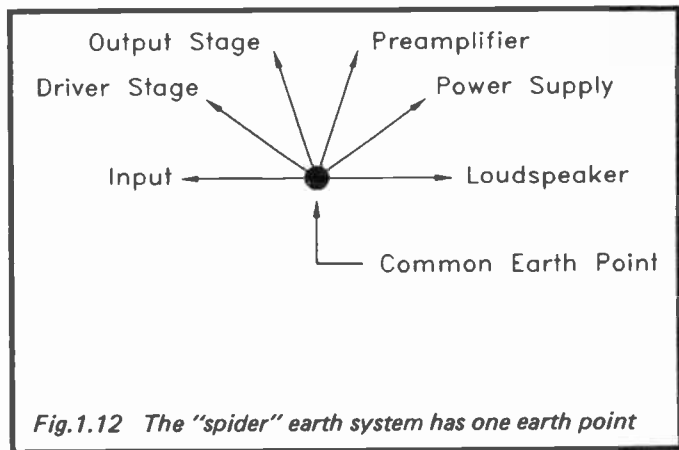 Output Stage
Preamplifier
Driver Stage
Power Supply
Input
Loudspeaker
Common Earth Point
Fig.1.12 The "spider" earth system has one earth point